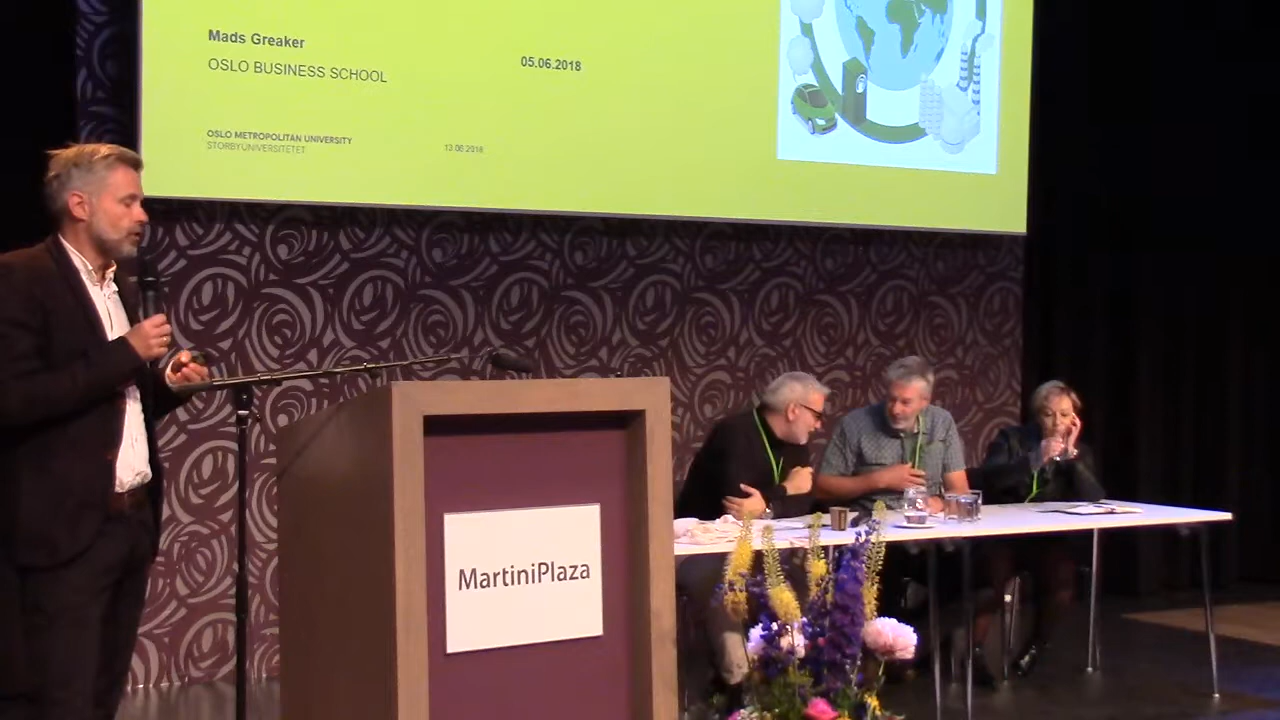 Mads Greaker
OSLO BUSINESS SCHOOL
05.06.2018
OSLO METROPOLITAN UNIVERSITY
STORBYUNIVERSITETET
13.06.2018
MartiniPlaza